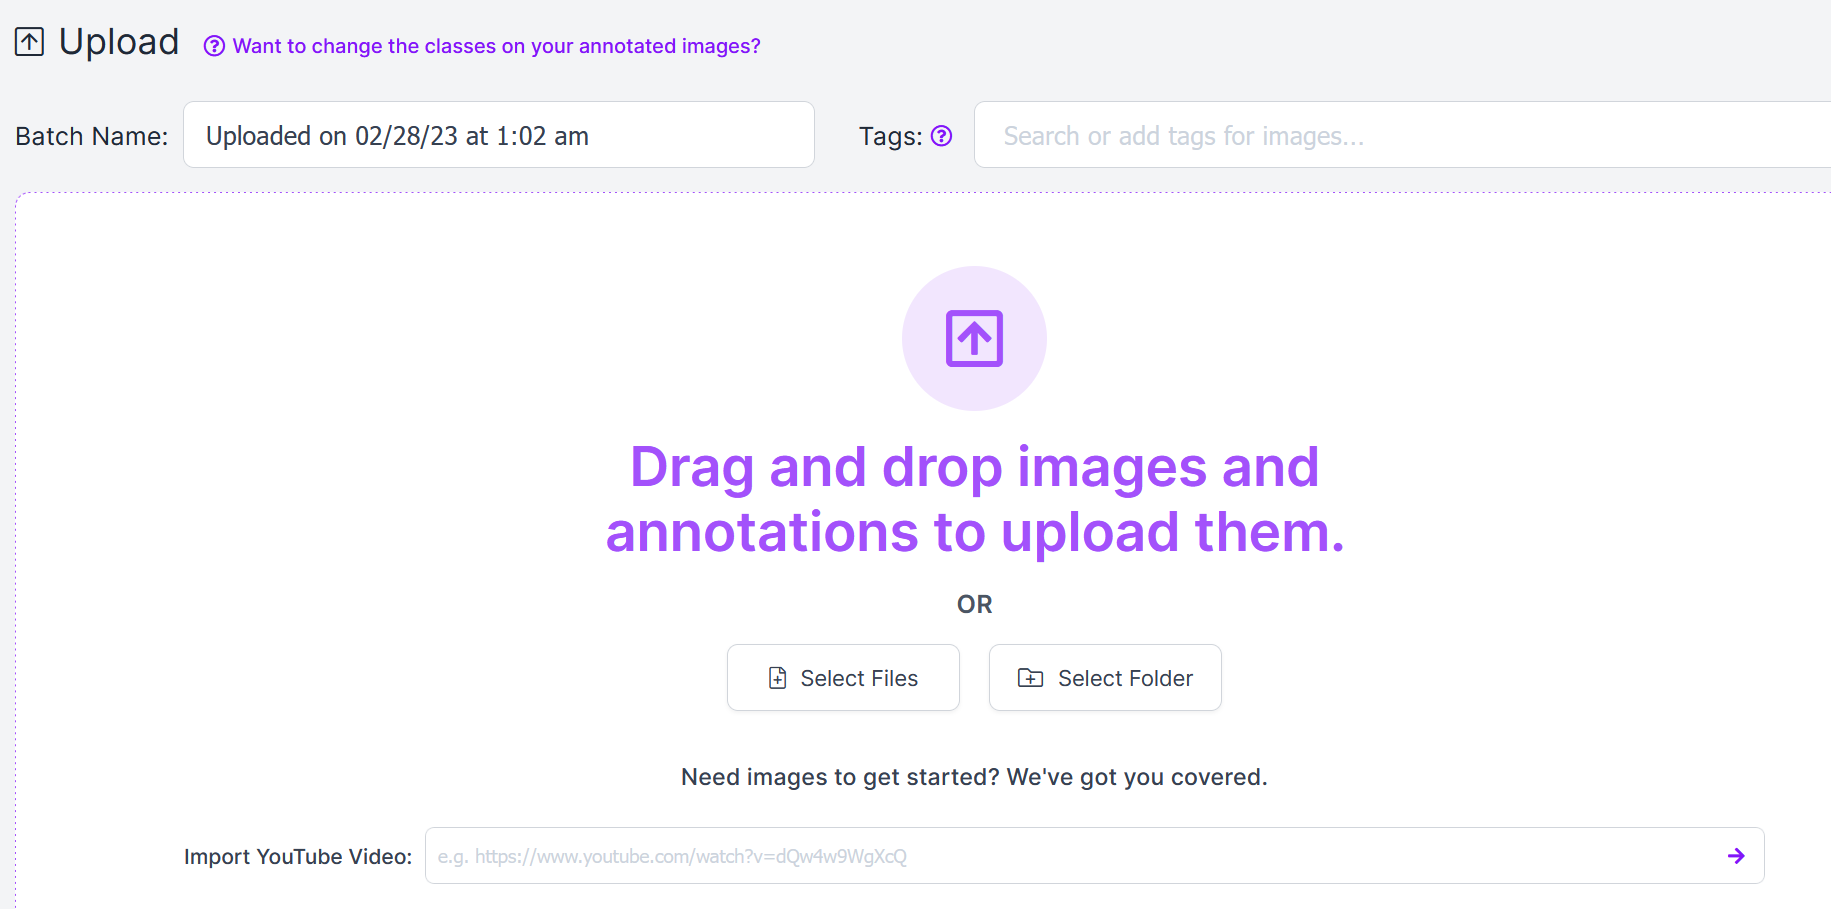 Upload
Want to change the classes on your annotated images?
Batch Name:
Uploaded on 02/28/23 at 1:02 am
Tags:
Search or add tags for images...
Drag and drop images and
annotations to upload them.
OR
Select Files
Select Folder
Need images to get started? We've got you covered.
Import YouTube Video:
e.g. https://www.youtube.com/watch?v=dQw4w9WgXcQ